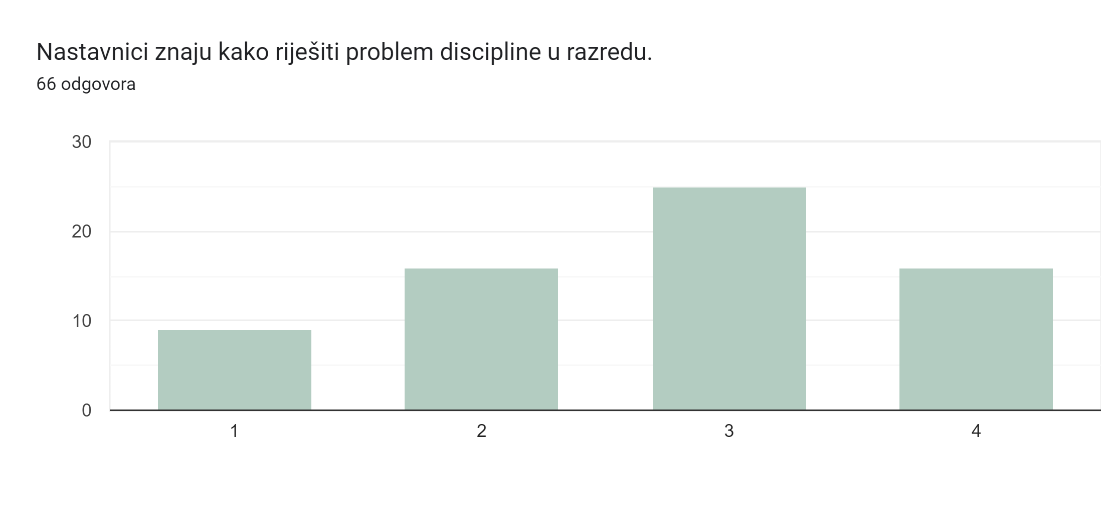 Nastavnici znaju kako riješiti problem discipline u razredu.
66 odgovora
30
20
10
0
1 2 3 4